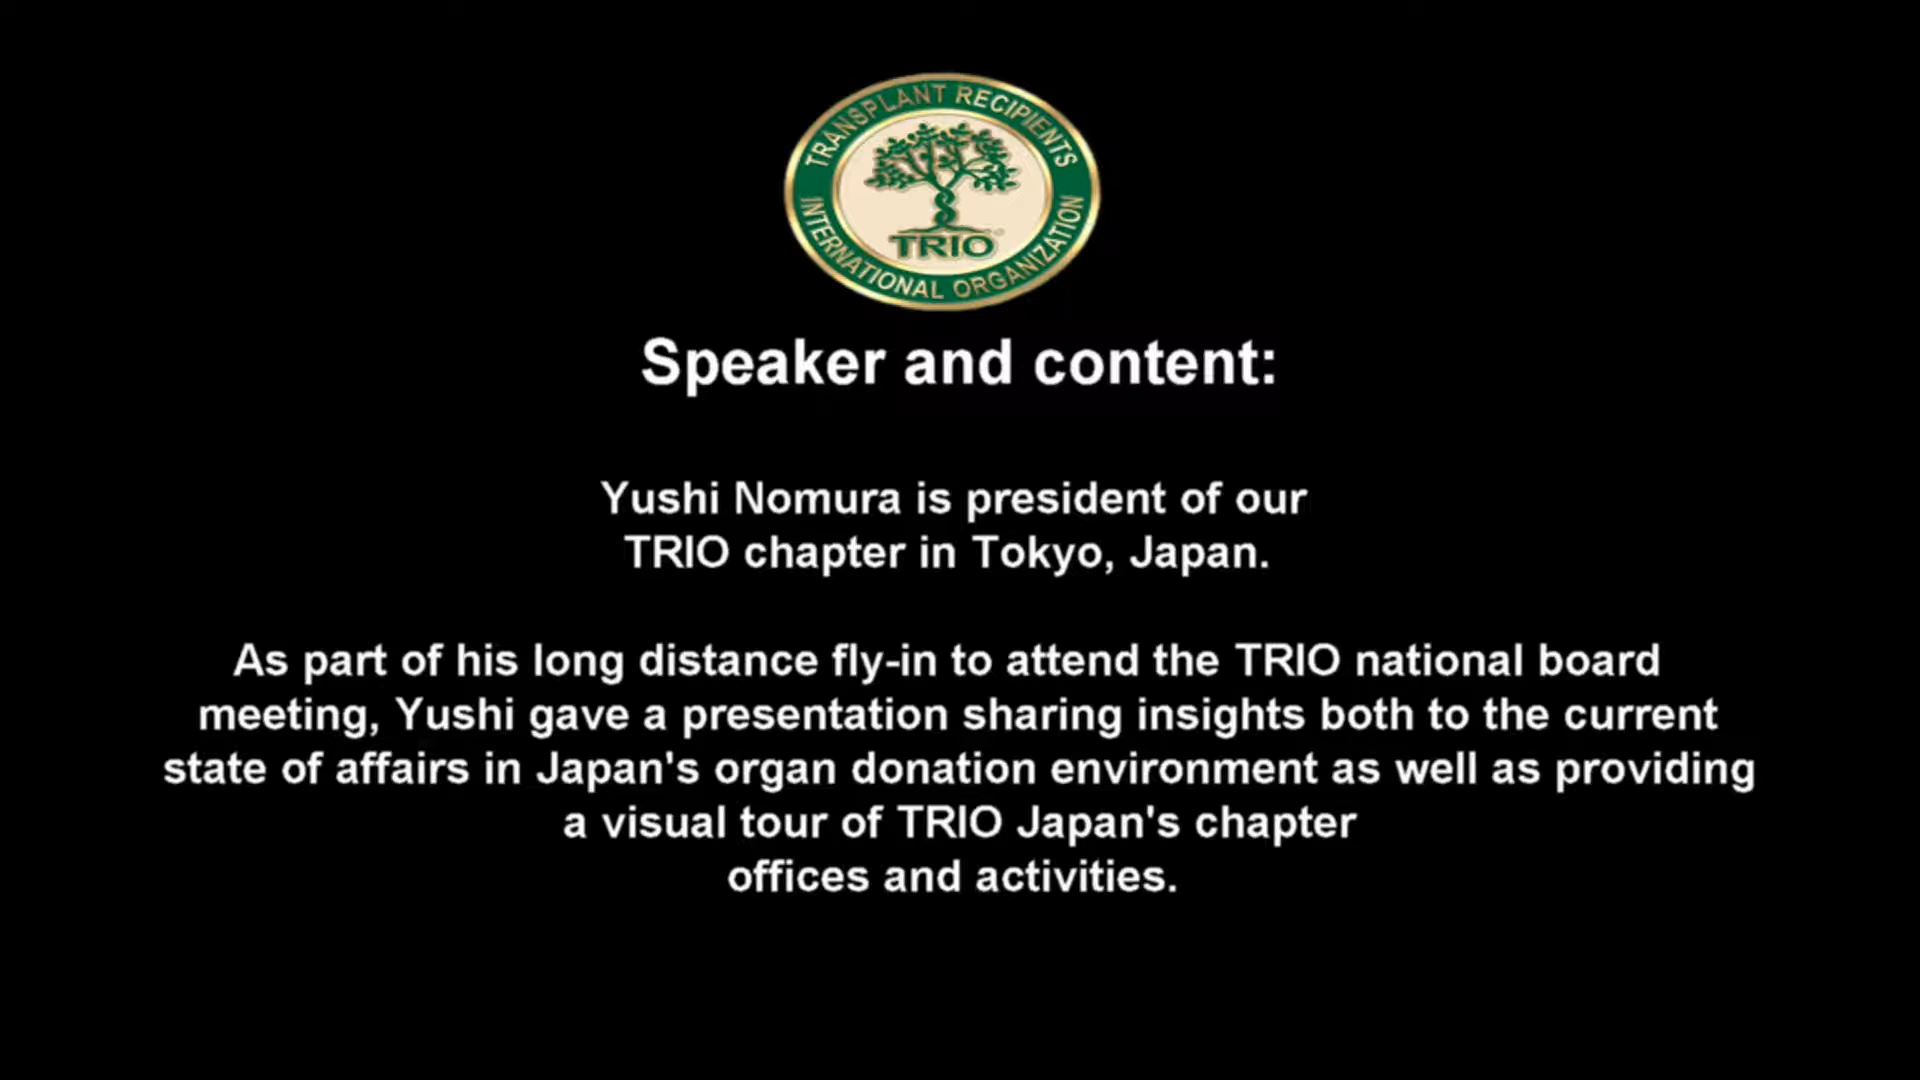 TRANSPLANT RECIPIENTS
INTERNATIONAL ORGANIZATION
TRIO
Speaker and content:
Yushi Nomura is president of our
TRIO chapter in Tokyo, Japan.
As part of his long distance fly-in to attend the TRIO national board
meeting, Yushi gave a presentation sharing insights both to the current
state of affairs in Japan's organ donation environment as well as providing
a visual tour of TRIO Japan's chapter
offices and activities.